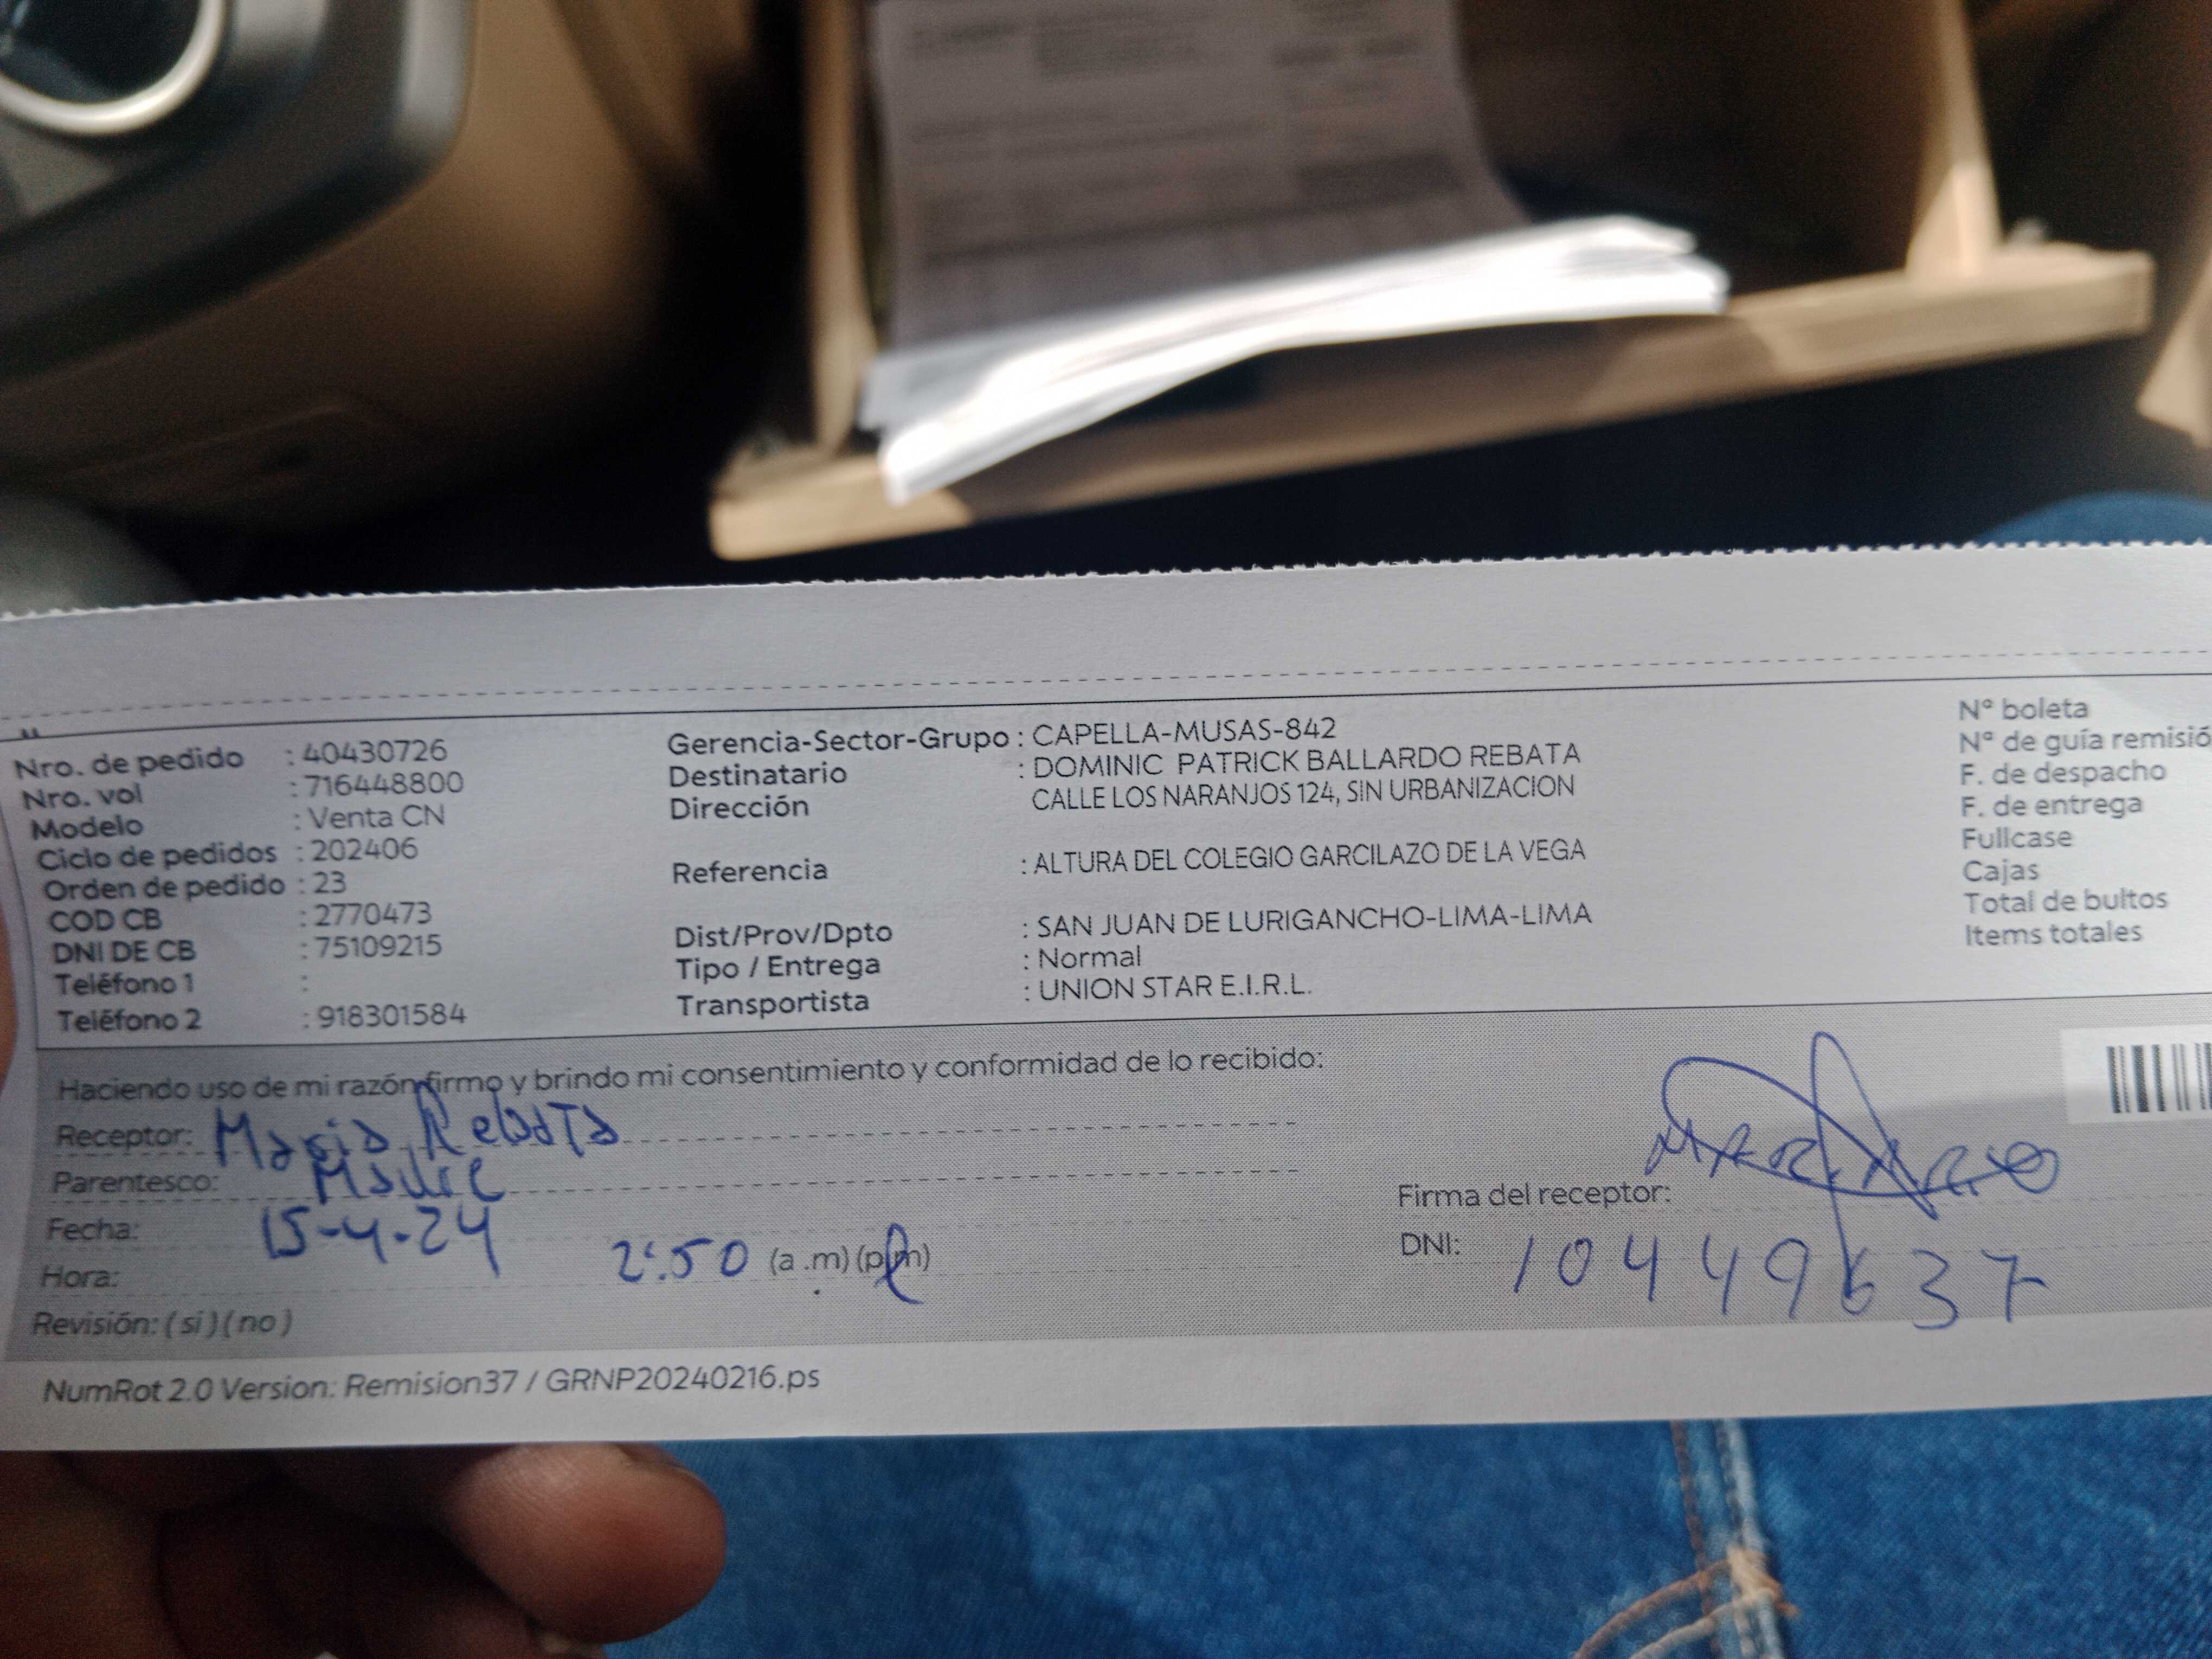 Nro. de pedido : 40430726
Nro. vol : 716448800
Modelo : Venta CN
Ciclo de pedidos : 202406
Orden de pedido : 23
COD CB : 2770473
DNI DE CB : 75109215
Teléfono 1 :
Teléfono 2 : 918301584
Gerencia-Sector-Grupo : CAPELLA-MUSAS-842
Destinatario : DOMINIC PATRICK BALLARDO REBATA
Dirección CALLE LOS NARANJOS 124, SIN URBANIZACION
Referencia : ALTURA DEL COLEGIO GARCILAZO DE LA VEGA
Dist/Prov/Dpto : SAN JUAN DE LURIGANCHO-LIMA-LIMA
Tipo / Entrega : Normal
Transportista : UNION STAR E.I.R.L.
N° boleta
N° de guía remisió
F. de despacho
F. de entrega
Fullcase
Cajas
Total de bultos
Items totales
Haciendo uso de mi razón firmo y brindo mi consentimiento y conformidad de lo recibido:
Receptor: Maria Rebata
Parentesco: Madre
Fecha: 15-4-24
Hora: 2:50 (a.m) (p.m)
Revisión: ( si ) ( no )
Firma del receptor:
DNI: 10449637
NumRot 2.0 Version: Remision37 / GRNP20240216.ps